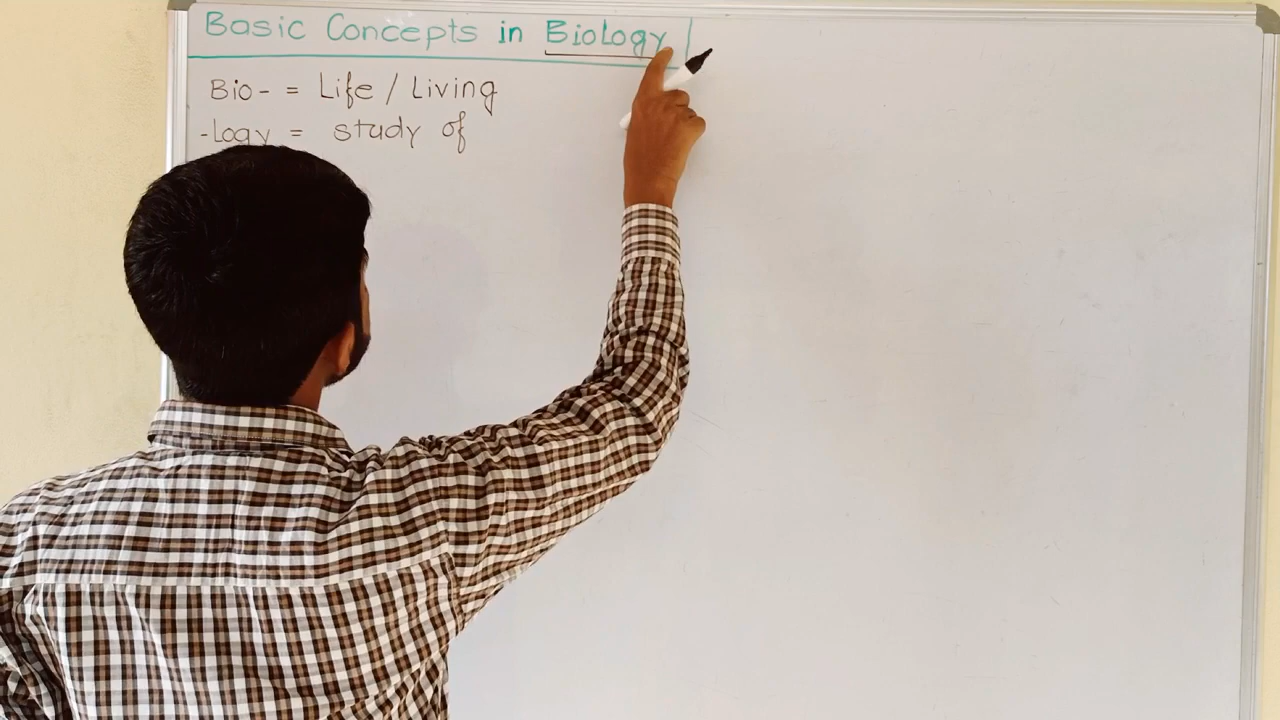 Basic Concepts in Biology
Bio- = Life / Living
-Logy = study of